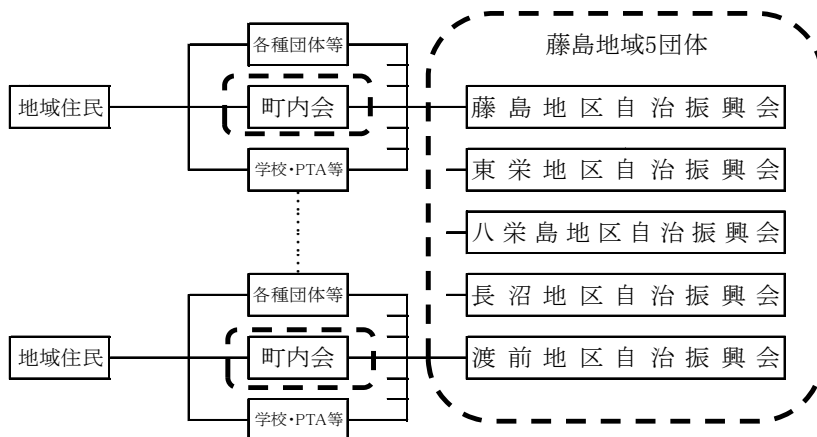 各種団体等
藤島地域5団体
地域住民
町内会
藤島地区自治振興会
学校・PTA等
東栄地区自治振興会
八栄島地区自治振興会
各種団体等
長沼地区自治振興会
地域住民
町内会
渡前地区自治振興会
学校・PTA等